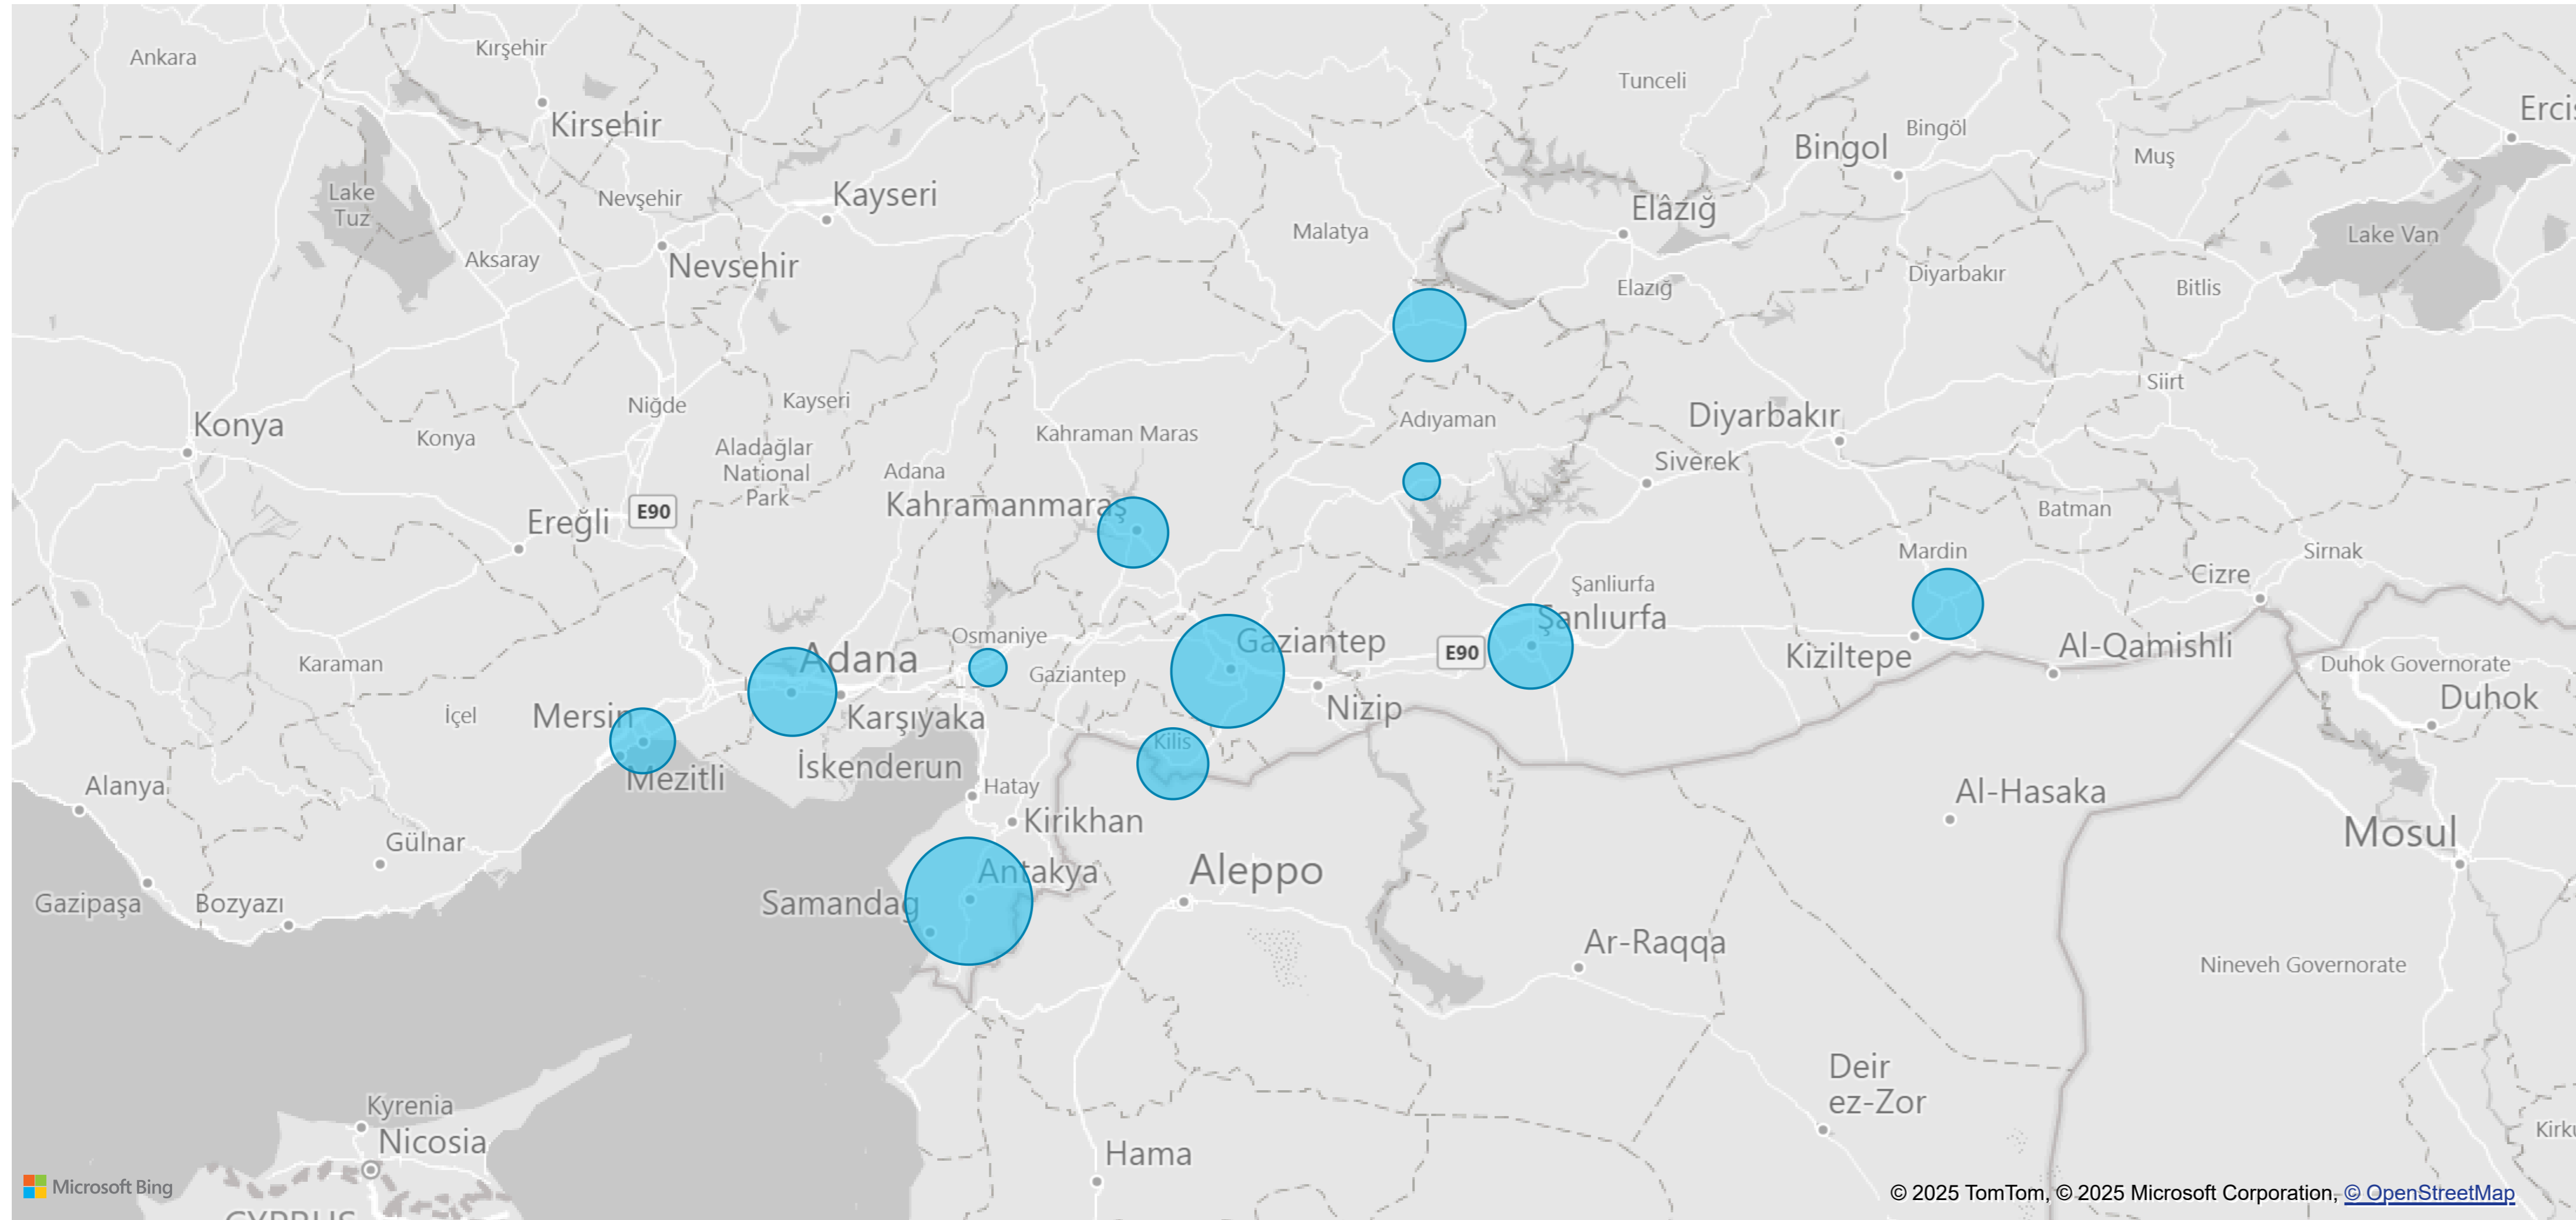 Ankara
Kırşehir
Kirsehir
Tunceli
Bingol
Bingöl
Muş
Lake
Tuz
Nevşehir
Kayseri
Aksaray
Nevsehir
Malatya
Elâzığ
Elazığ
Diyarbakır
Bitlis
Lake Van
Konya
Konya
Niğde
Kayseri
Aladağlar
National
Park
Adana
Kahraman Maras
Kahramanmaraş
Adıyaman
Diyarbakır
Siverek
Siirt
Batman
Ereğli
E90
Mardin
Sirnak
Cizre
Şanliurfa
Şanlıurfa
Karaman
Adana
Osmaniye
Gaziantep
Gaziantep
E90
Kiziltepe
Al-Qamishli
Duhok Governorate
Duhok
İçel
Mersin
Karşıyaka
Nizip
Kilis
Mezitli
İskenderun
Hatay
Kirikhan
Alanya
Gülnar
Al-Hasaka
Mosul
Antakya
Aleppo
Gazipaşa
Bozyazı
Samandag
Ar-Raqqa
Nineveh Governorate
Deir
ez-Zor
Kyrenia
Nicosia
Hama
CYPRUS
Microsoft Bing
© 2025 TomTom, © 2025 Microsoft Corporation, © OpenStreetMap